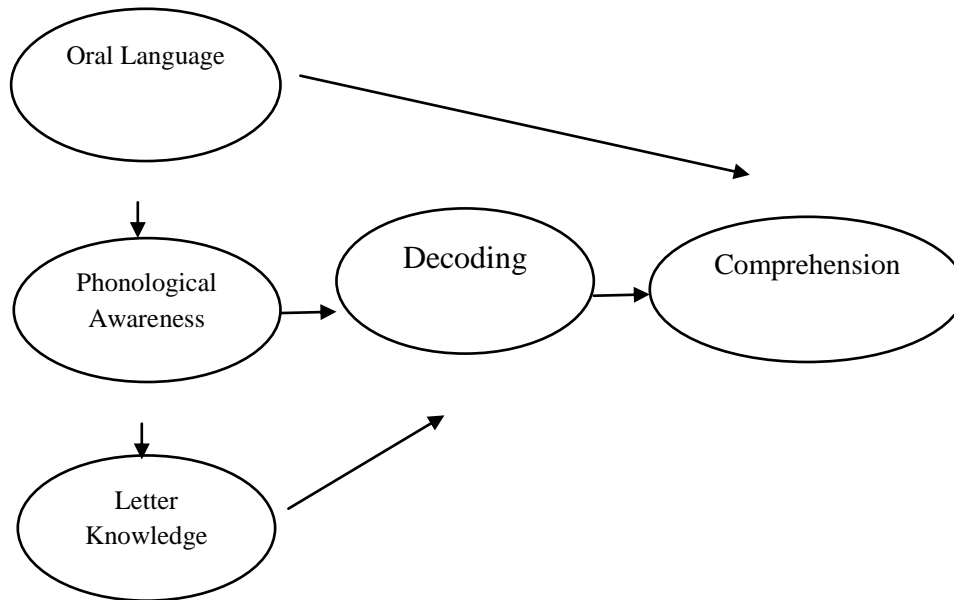 Oral Language
Phonological
Awareness
Decoding
Comprehension
Letter
Knowledge